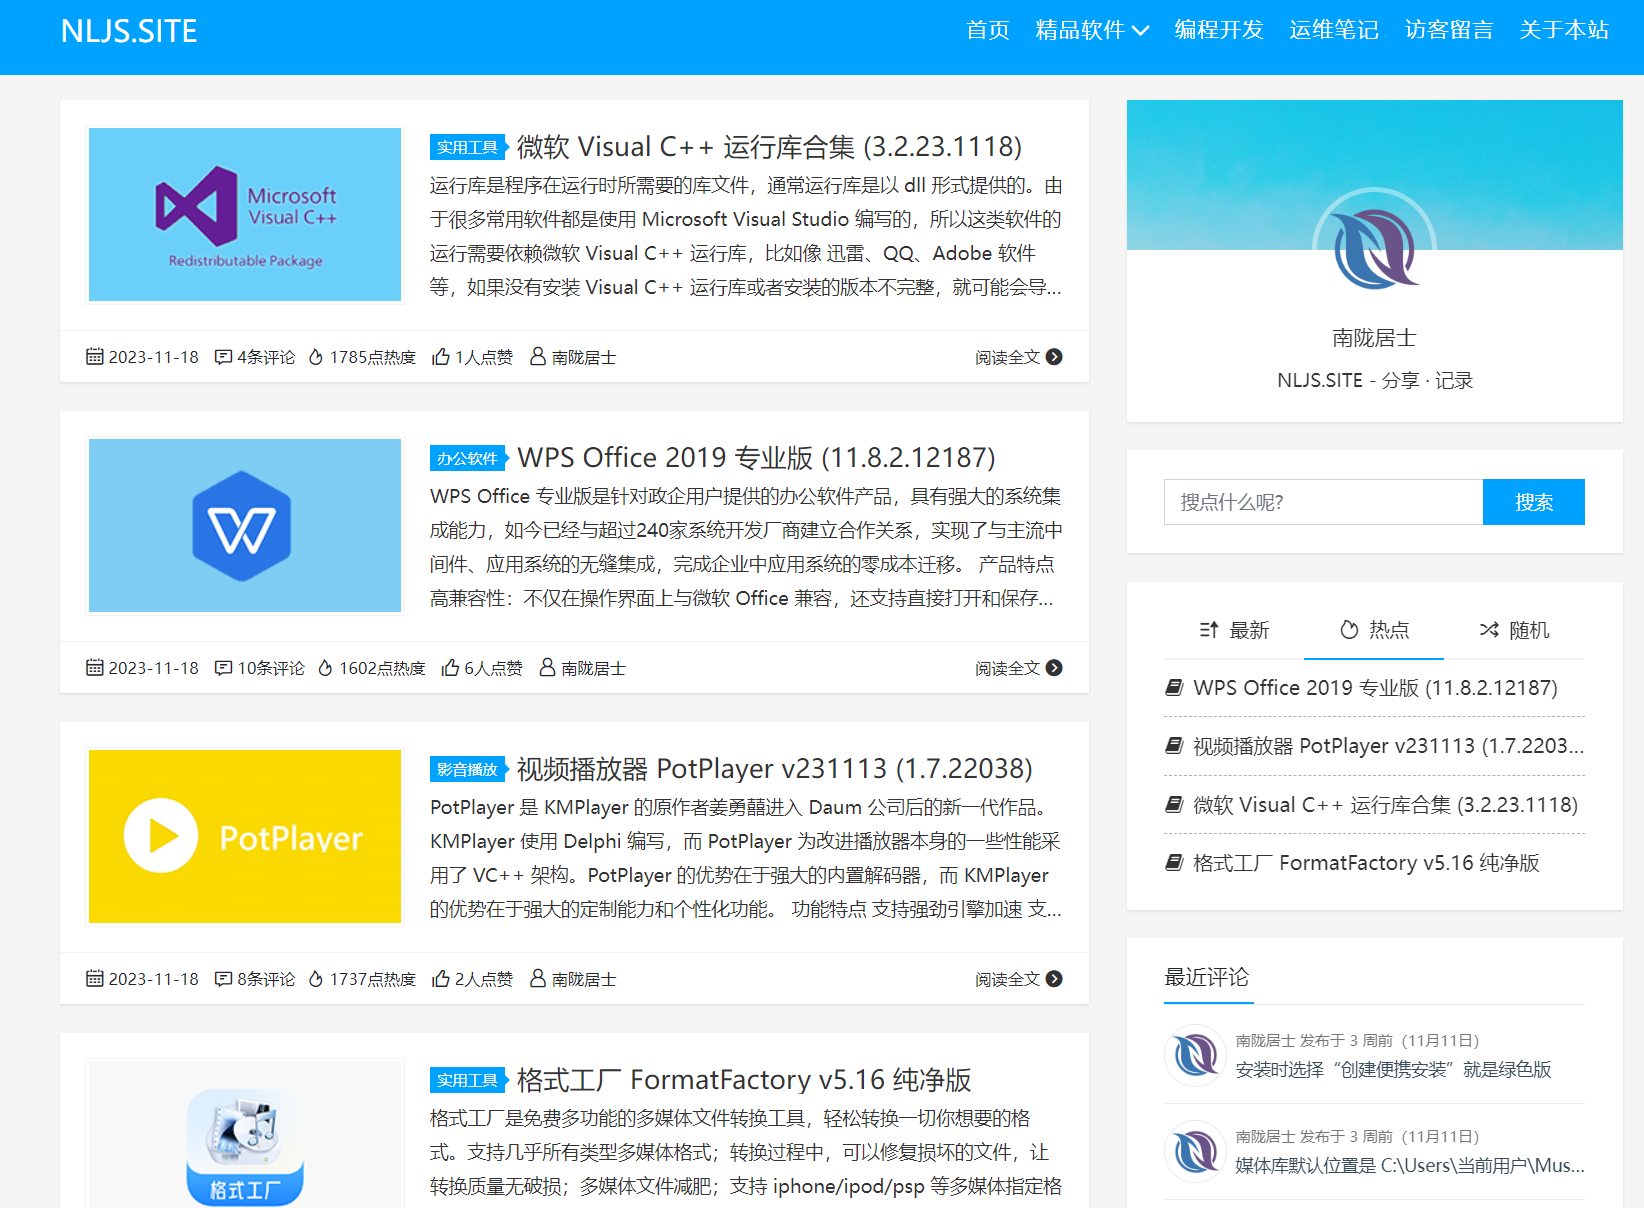 NLJS.SITE
首页 精品软件 编程开发 运维笔记 访客留言 关于本站
Microsoft
Visual C++
Redistributable Package
实用工具 微软 Visual C++ 运行库合集 (3.2.23.1118)
运行库是程序在运行时所需要的库文件，通常运行库是以 dll 形式提供的。由
于很多常用软件都是使用 Microsoft Visual Studio 编写的，所以这类软件的
运行需要依赖微软 Visual C++ 运行库，比如像 迅雷、QQ、Adobe 软件
等，如果没有安装 Visual C++ 运行库或者安装的版本不完整，就可能会导...
2023-11-18 4条评论 1785点热度 1人点赞 南陇居士 阅读全文
办公软件 WPS Office 2019 专业版 (11.8.2.12187)
WPS Office 专业版是针对政企用户提供的办公软件产品，具有强大的系统集
成能力，如今已经与超过240家系统开发厂商建立合作关系，实现了与主流中
间件、应用系统的无缝集成，完成企业中应用系统的零成本迁移。 产品特点
高兼容性：不仅在操作界面上与微软 Office 兼容，还支持直接打开和保存...
2023-11-18 10条评论 1602点热度 6人点赞 南陇居士 阅读全文
PotPlayer
影音播放 视频播放器 PotPlayer v231113 (1.7.22038)
PotPlayer 是 KMPlayer 的原作者姜勇囍进入 Daum 公司后的新一代作品。
KMPlayer 使用 Delphi 编写，而 PotPlayer 为改进播放器本身的一些性能采
用了 VC++ 架构。PotPlayer 的优势在于强大的内置解码器，而 KMPlayer
的优势在于强大的定制能力和个性化功能。 功能特点 支持强劲引擎加速 支...
2023-11-18 8条评论 1737点热度 2人点赞 南陇居士 阅读全文
格式工厂
实用工具 格式工厂 FormatFactory v5.16 纯净版
格式工厂是免费多功能的多媒体文件转换工具，轻松转换一切你想要的格
式。支持几乎所有类型多媒体格式；转换过程中，可以修复损坏的文件，让
转换质量无破损；多媒体文件减肥；支持 iphone/ipod/psp 等多媒体指定格
南陇居士
NLJS.SITE - 分享 · 记录
搜点什么呢? 搜索
最新 热点 随机
WPS Office 2019 专业版 (11.8.2.12187)
视频播放器 PotPlayer v231113 (1.7.2203...
微软 Visual C++ 运行库合集 (3.2.23.1118)
格式工厂 FormatFactory v5.16 纯净版
最近评论
南陇居士 发布于 3 周前 (11月11日)
安装时选择“创建便携安装”就是绿色版
南陇居士 发布于 3 周前 (11月11日)
媒体库默认位置是 C:\Users\当前用户\Mus...